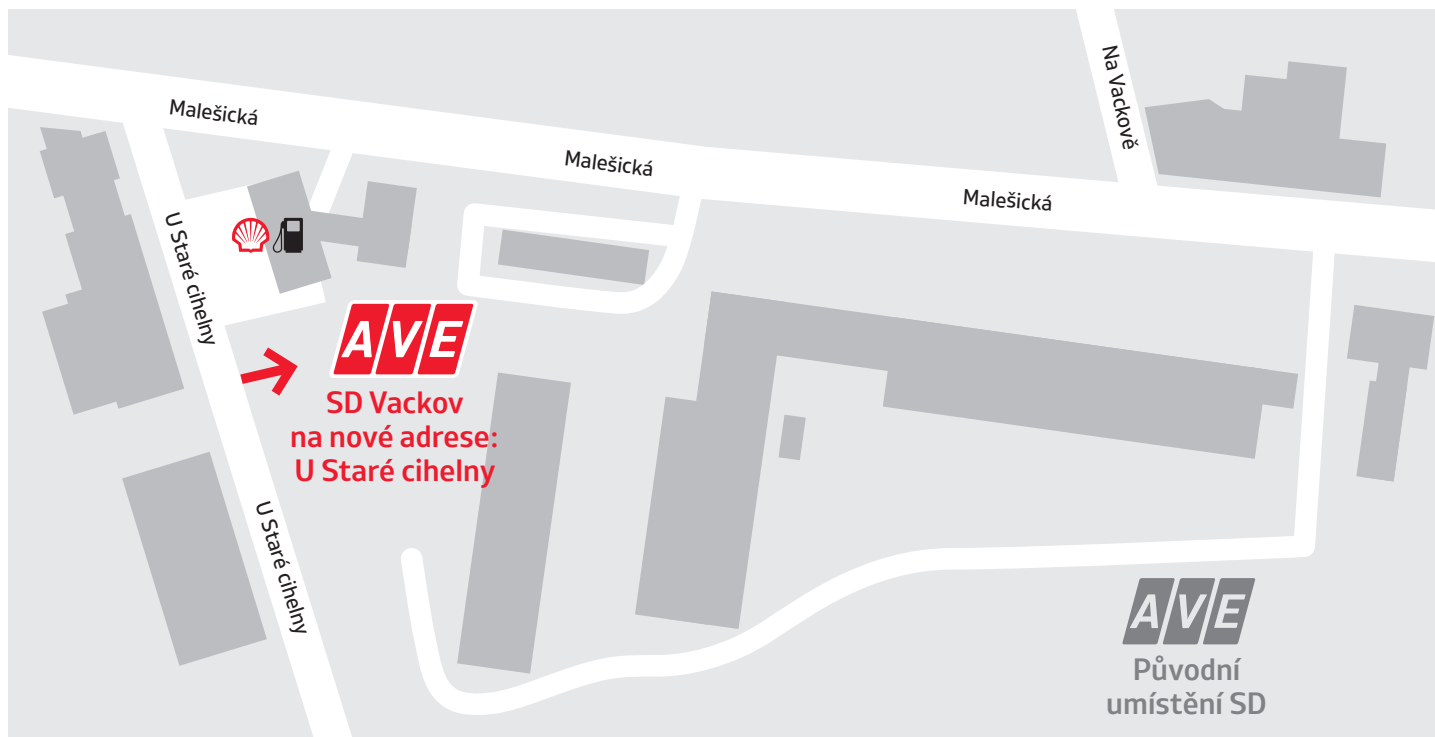 Na Vackově
Malešická
Malešická
Malešická
U Staré cihelny
AVE
SD Vackov
na nové adrese:
U Staré cihelny
U Staré cihelny
AVE
Původní
umístění SD